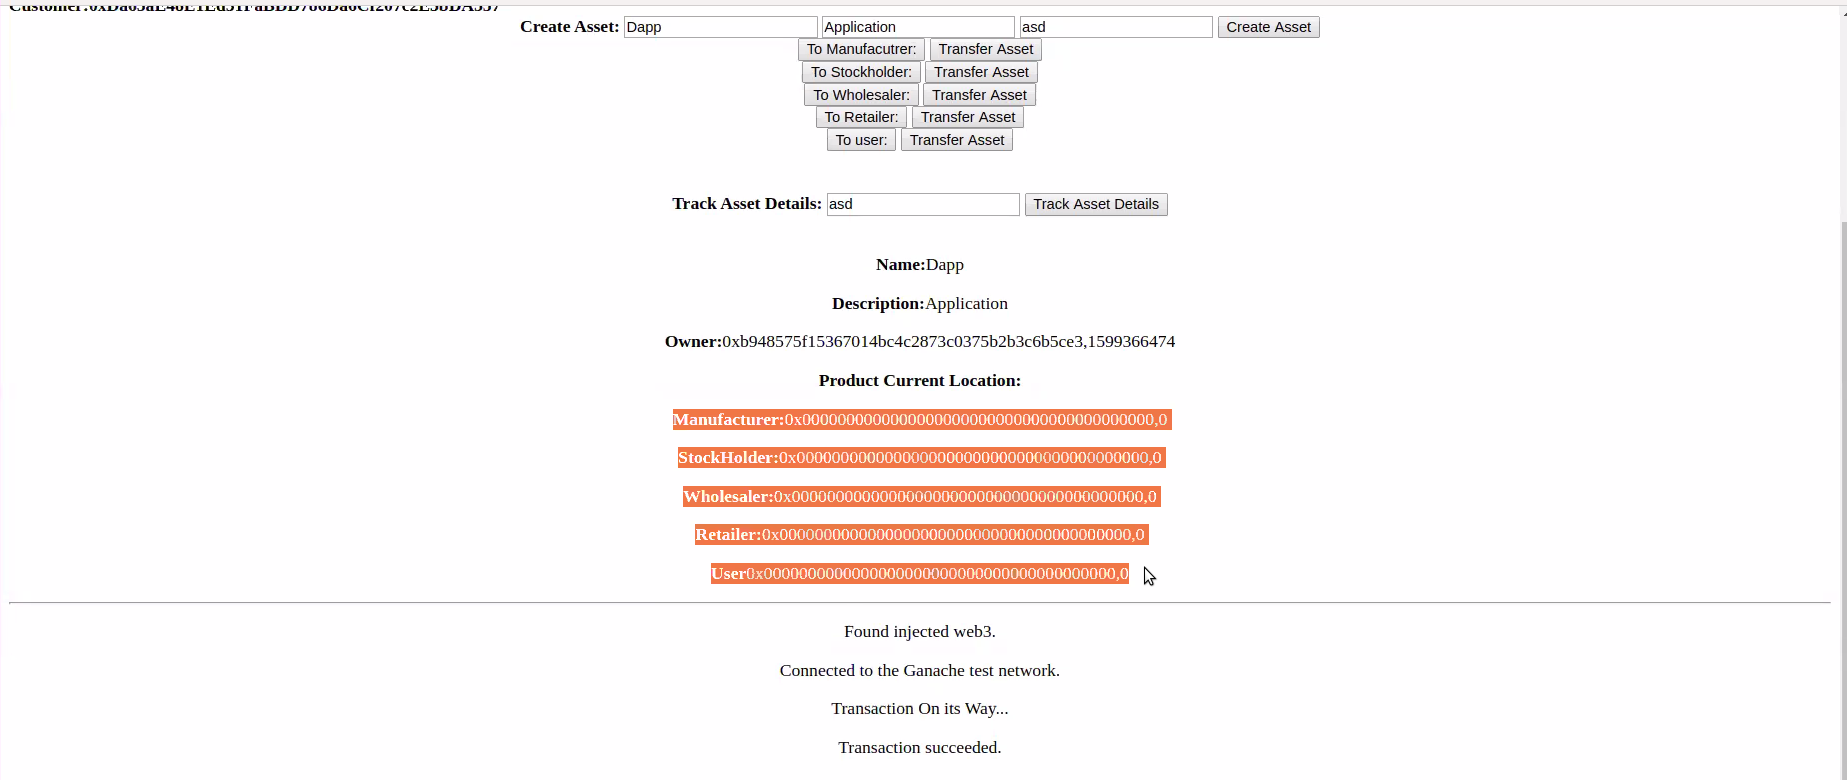 Create Asset: Dapp Application asd Create Asset
To Manufacutrer: Transfer Asset
To Stockholder: Transfer Asset
To Wholesaler: Transfer Asset
To Retailer: Transfer Asset
To user: Transfer Asset
Track Asset Details: asd Track Asset Details
Name:Dapp
Description:Application
Owner:0xb948575f15367014bc4c2873c0375b2b3c6b5ce3,1599366474
Product Current Location:
Manufacturer:0x0000000000000000000000000000000000000000,0
StockHolder:0x0000000000000000000000000000000000000000,0
Wholesaler:0x0000000000000000000000000000000000000000,0
Retailer:0x0000000000000000000000000000000000000000,0
User0x0000000000000000000000000000000000000000,0
Found injected web3.
Connected to the Ganache test network.
Transaction On its Way...
Transaction succeeded.